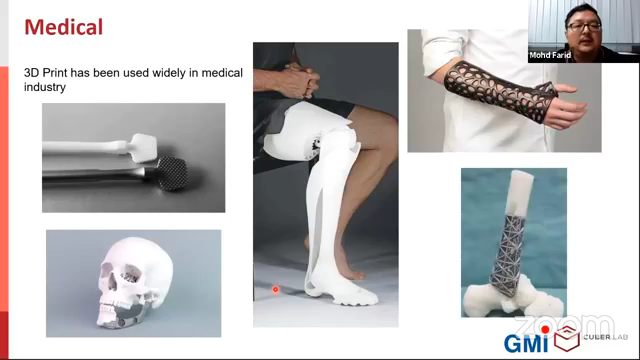 Medical
Mohd Farid
3D Print has been used widely in medical
industry
zoom
GMi
CULER LAB